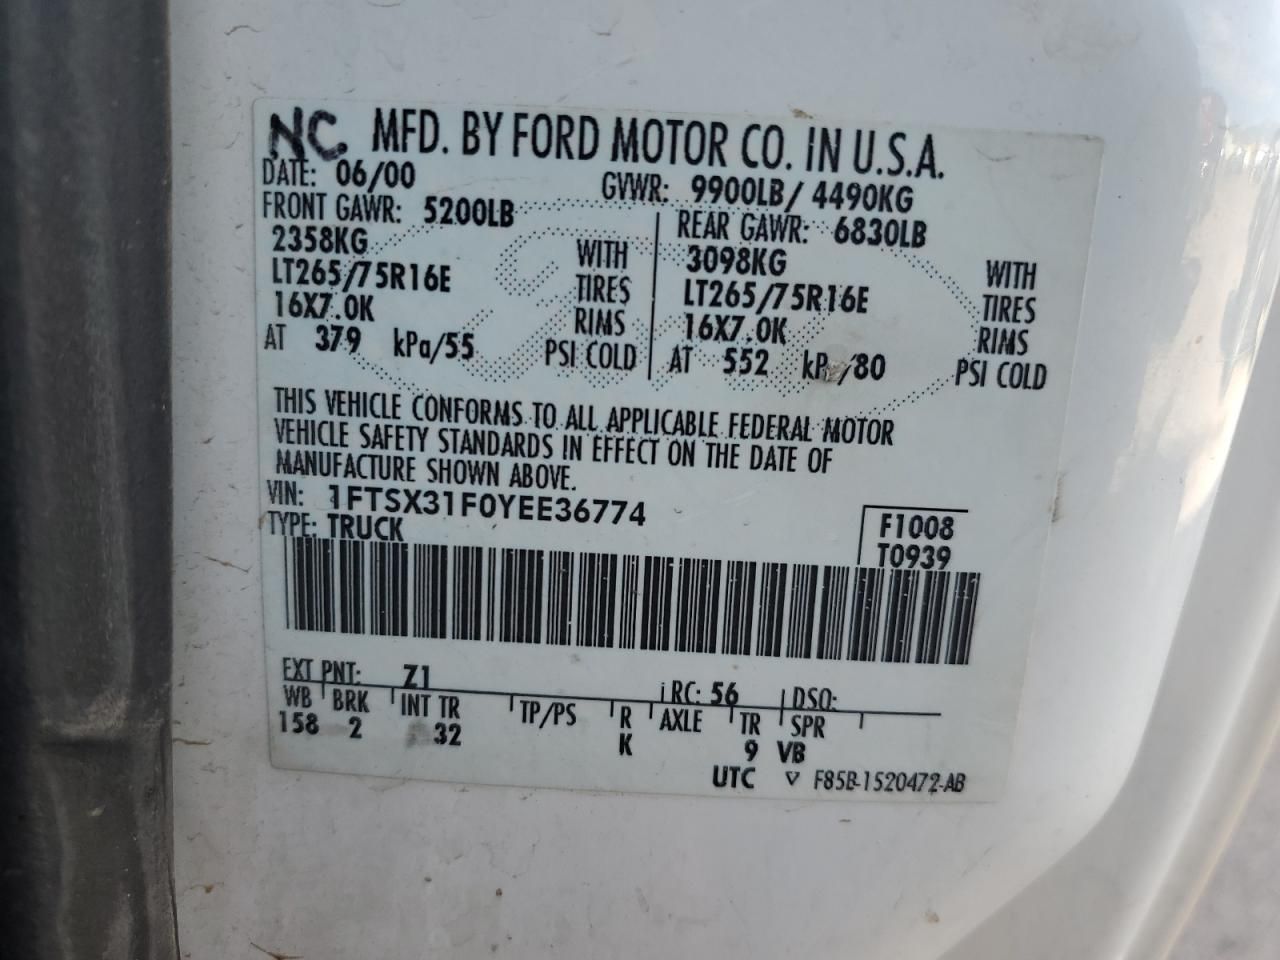 NC MFD. BY FORD MOTOR CO. IN U.S.A.
DATE: 06/00 GVWR: 9900LB/ 4490KG
FRONT GAWR: 5200LB REAR GAWR: 6830LB
2358KG WITH 3098KG WITH
LT265/75R16E TIRES LT265/75R16E TIRES
16X7.0K RIMS 16X7.0K RIMS
AT 379 kPa/55 PSI COLD AT 552 /80 PSI COLD
THIS VEHICLE CONFORMS TO ALL APPLICABLE FEDERAL MOTOR
VEHICLE SAFETY STANDARDS IN EFFECT ON THE DATE OF
MANUFACTURE SHOWN ABOVE.
VIN: 1FTSX31F0YEE36774
TYPE: TRUCK
F1008
T0939
EXT PNT: Z1 RC: 56 DSO:
WB BRK INT TR TP/PS R AXLE TR SPR
158 2 32 K 9 VB
UTC ▽ F85B-1520472-AB